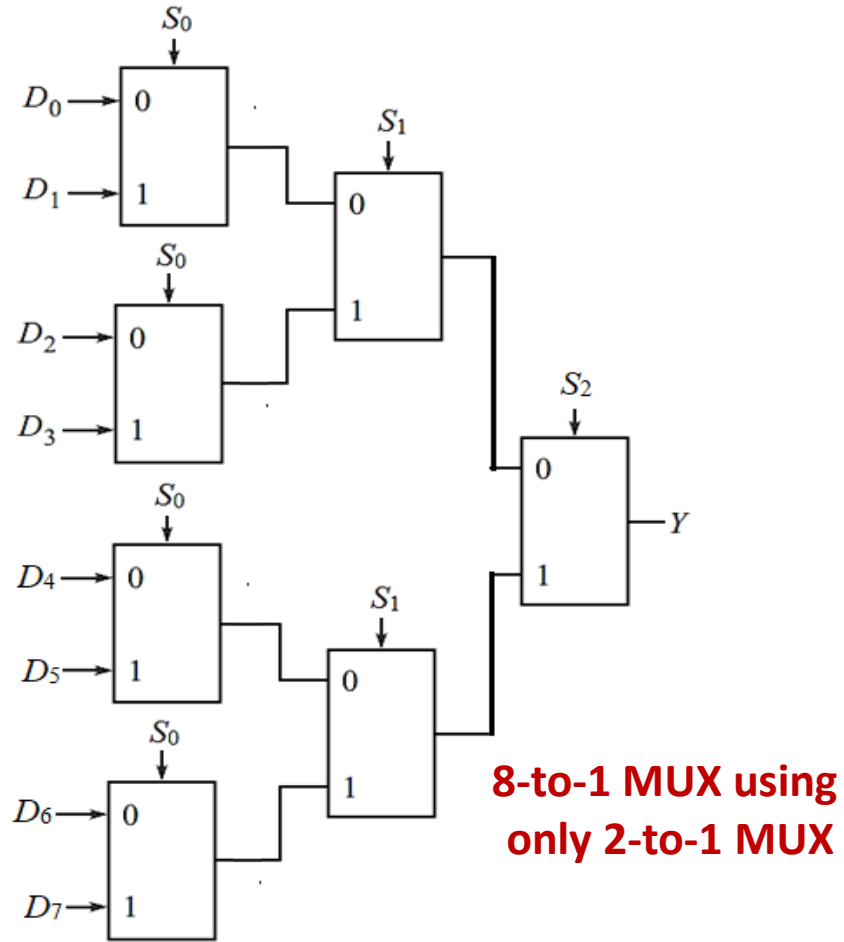 S₀
D₀ 0
D₁ 1
S₁
0
1
S₀
D₂ 0
D₃ 1
S₂
0
1
Y
S₀
D₄ 0
D₅ 1
S₁
0
1
S₀
D₆ 0
D₇ 1
8-to-1 MUX using
only 2-to-1 MUX